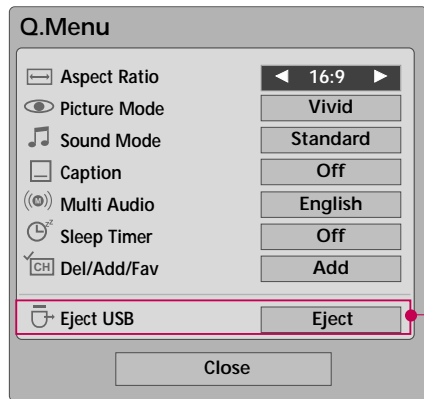 Q.Menu
Aspect Ratio ◄ 16:9 ►
Picture Mode Vivid
Sound Mode Standard
Caption Off
((M)) Multi Audio English
zz Sleep Timer Off
CH Del/Add/Fav Add
Eject USB Eject
Close